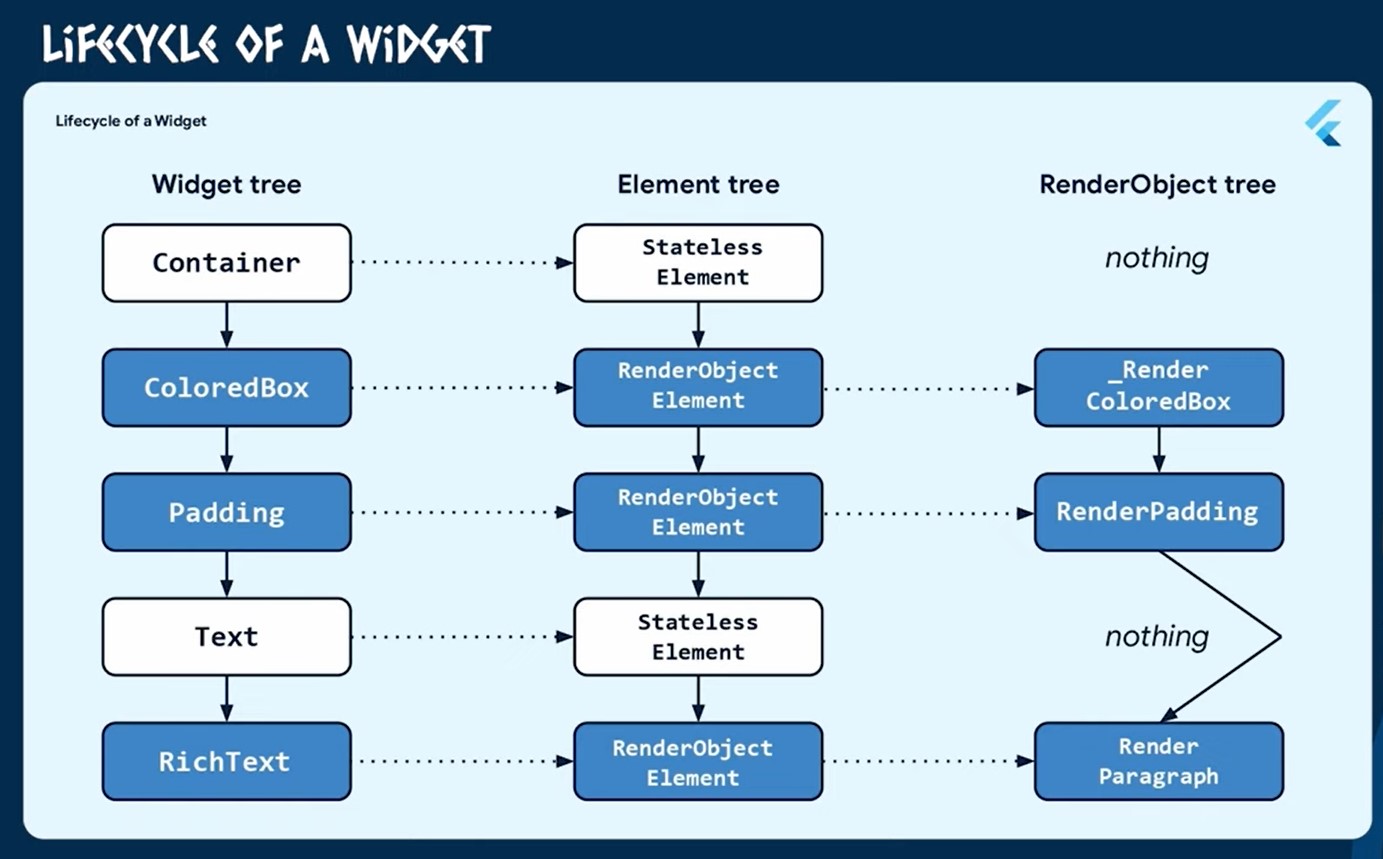 LiFECYCLE OF A WiDGET
Lifecycle of a Widget
Widget tree
Element tree
RenderObject tree
Container
Stateless
Element
nothing
ColoredBox
RenderObject
Element
_Render
ColoredBox
Padding
RenderObject
Element
RenderPadding
Text
Stateless
Element
nothing
RichText
RenderObject
Element
Render
Paragraph